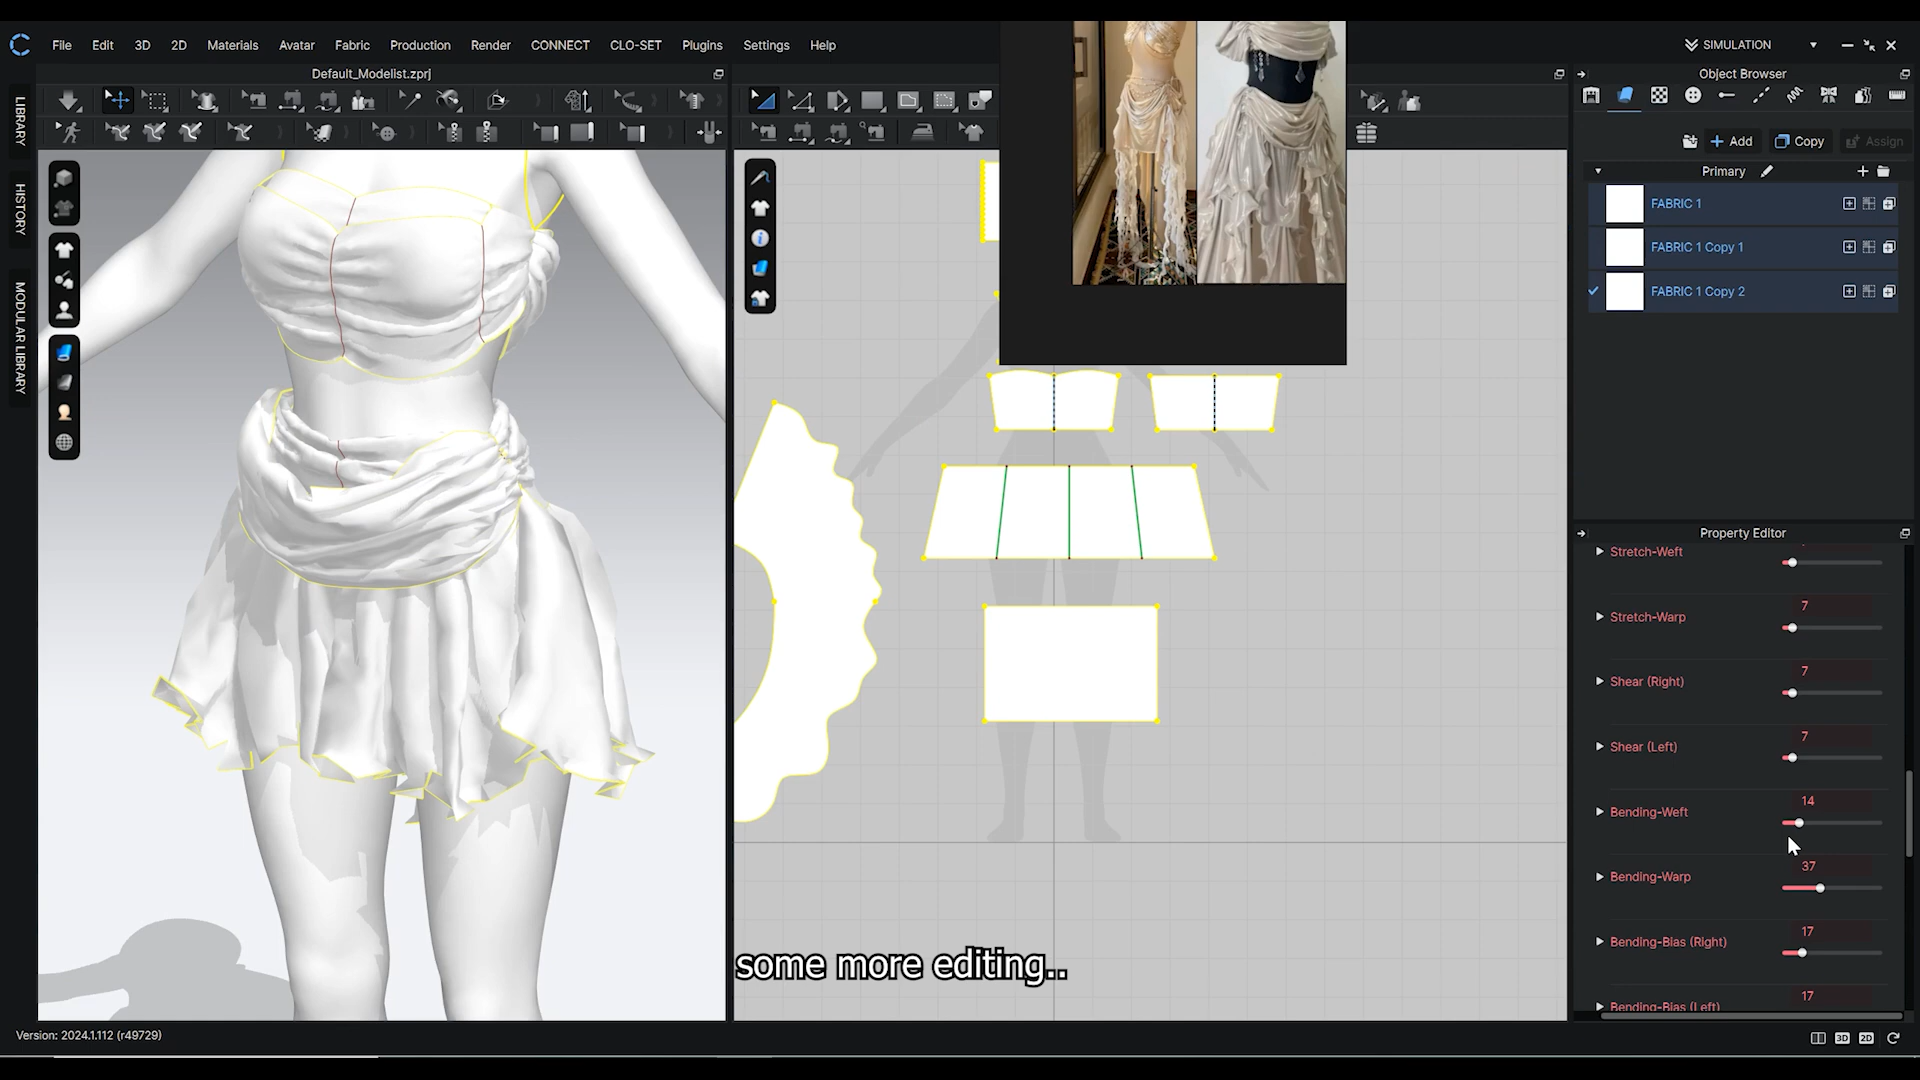 File Edit 3D 2D Materials Avatar Fabric Production Render CONNECT CLO-SET Plugins Settings Help
SIMULATION
Default_Modelist.zprj
Object Browser
LIBRARY
HISTORY
MODULAR LIBRARY
Add Copy Assign
Primary
FABRIC 1
FABRIC 1 Copy 1
FABRIC 1 Copy 2
Property Editor
Stretch-Weft
7
Stretch-Warp
7
Shear (Right)
7
Shear (Left)
14
Bending-Weft
37
Bending-Warp
17
Bending-Bias (Right)
17
Bending-Bias (Left)
some more editing..
Version: 2024.1.112 (r49729)
3D 2D